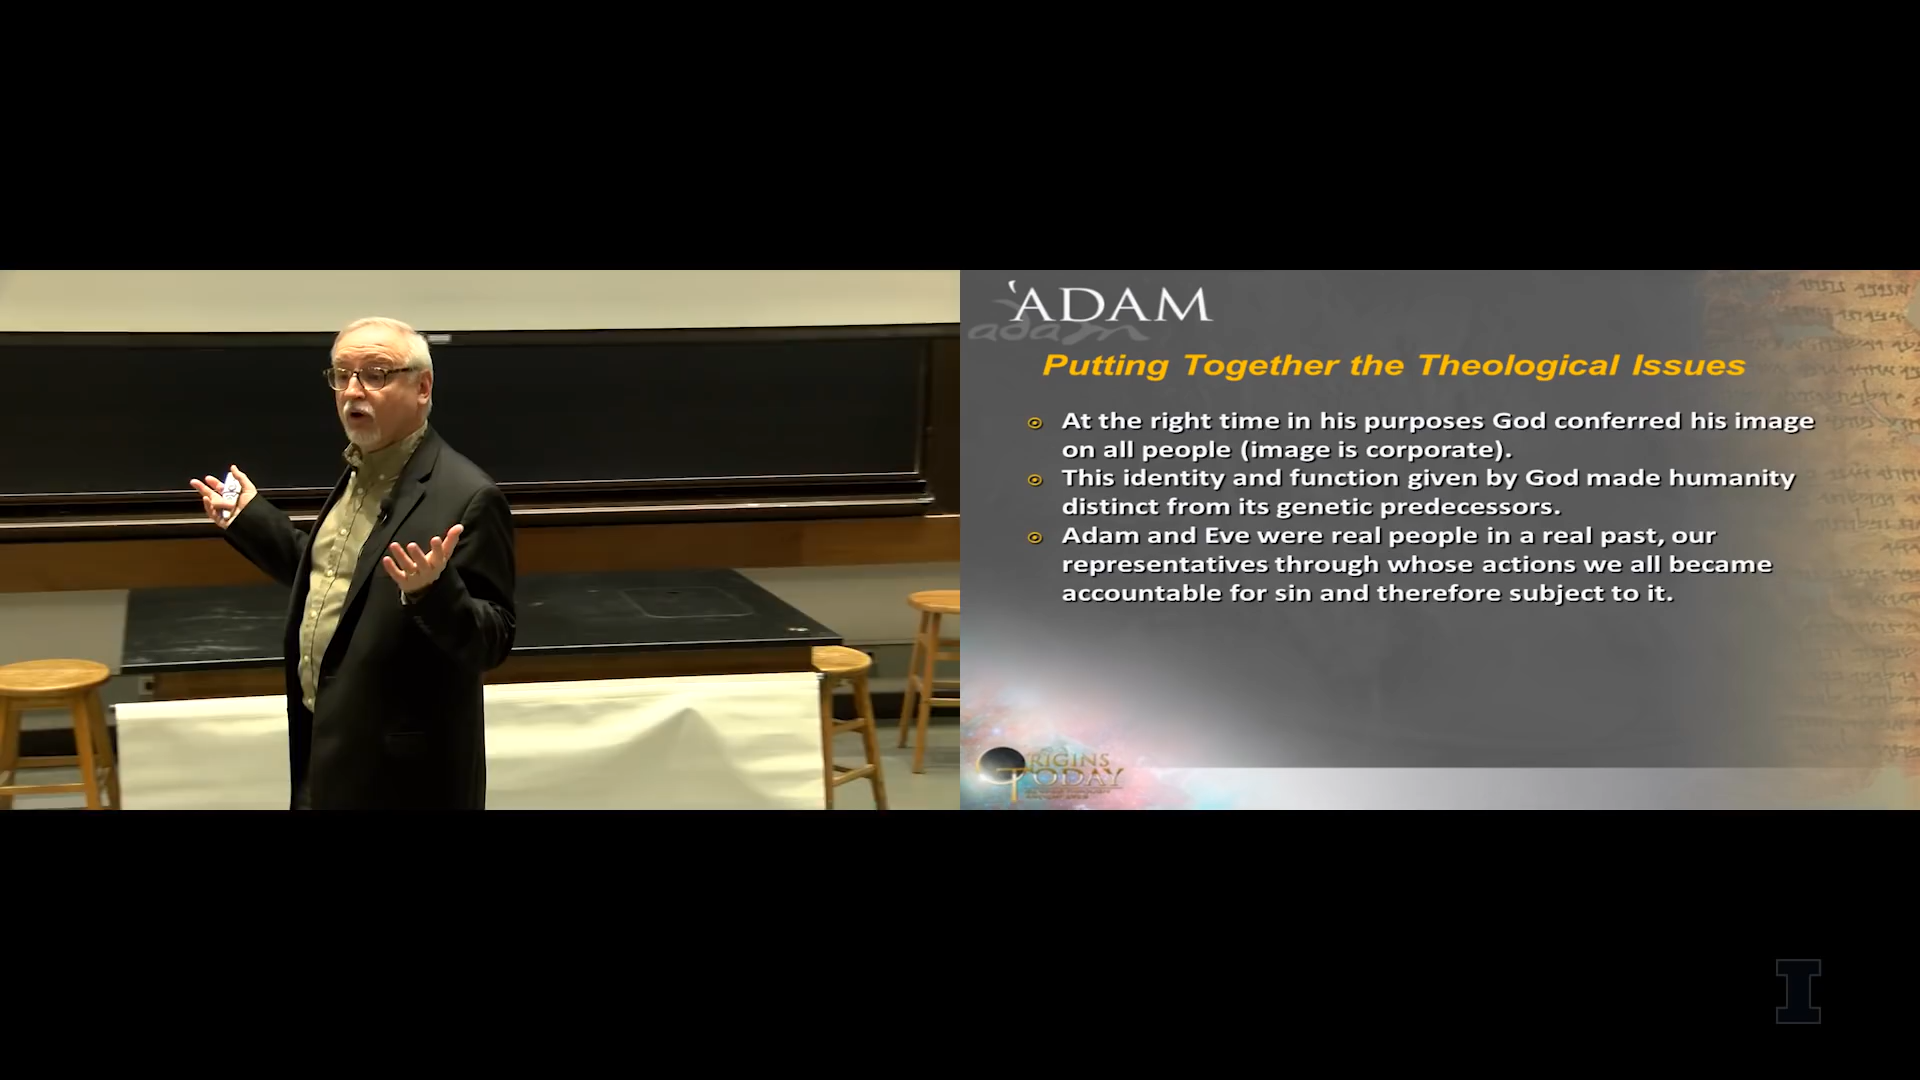 ʿADAM
adam
Putting Together the Theological Issues
At the right time in his purposes God conferred his image
on all people (image is corporate).
This identity and function given by God made humanity
distinct from its genetic predecessors.
Adam and Eve were real people in a real past, our
representatives through whose actions we all became
accountable for sin and therefore subject to it.
ORIGINS
TODAY
I